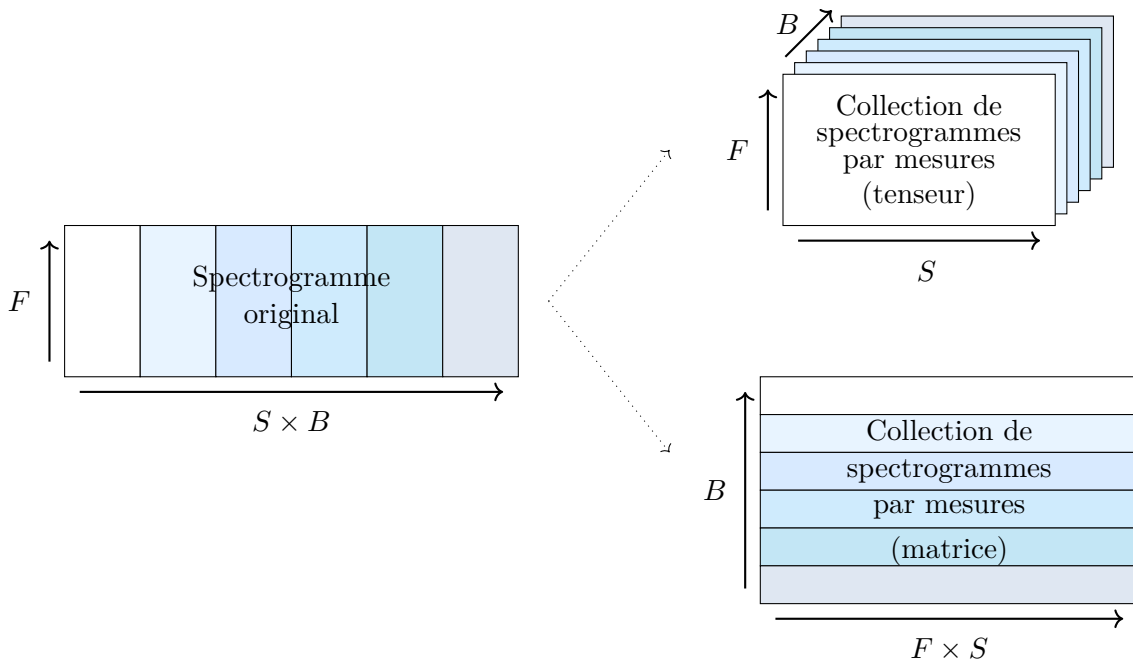 F
Spectrogramme
original
S × B
B
F
Collection de
spectrogrammes
par mesures
(tenseur)
S
B
Collection de
spectrogrammes
par mesures
(matrice)
F × S